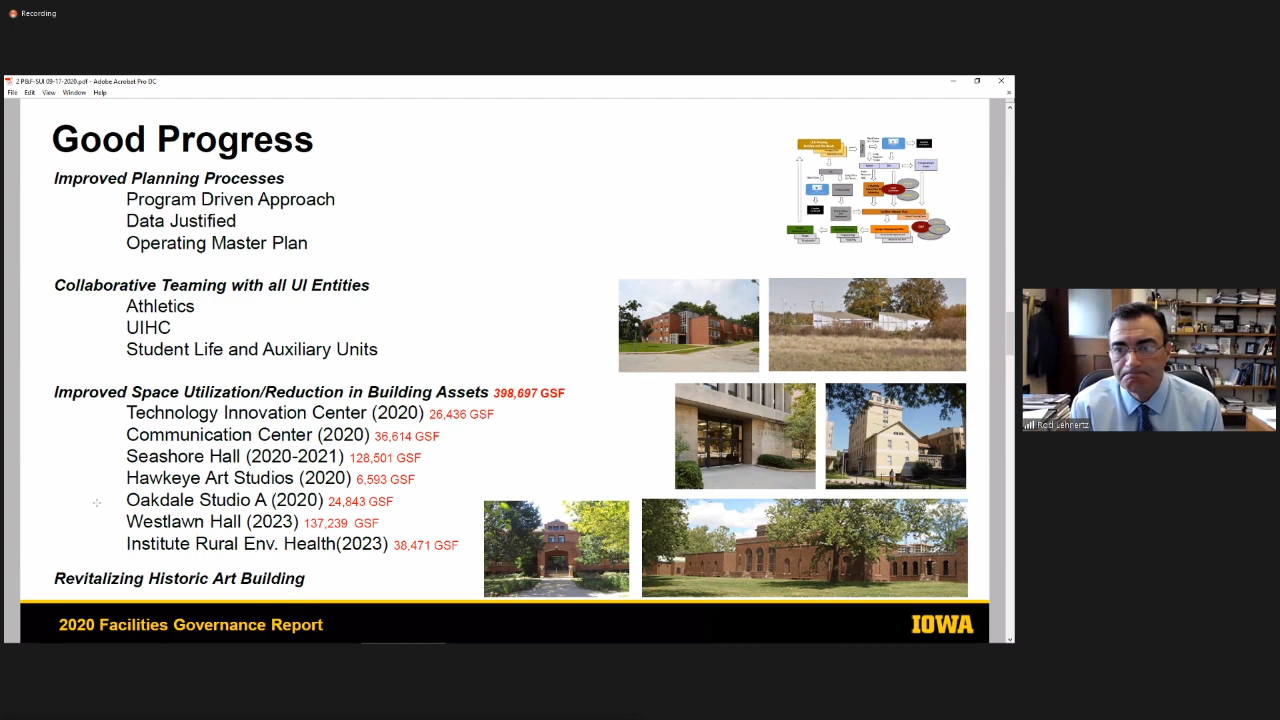 Recording
2 P&F-SUI 09-17-2020.pdf - Adobe Acrobat Pro DC
File Edit View Window Help
Good Progress
Improved Planning Processes
Program Driven Approach
Data Justified
Operating Master Plan
Collaborative Teaming with all UI Entities
Athletics
UIHC
Student Life and Auxiliary Units
Improved Space Utilization/Reduction in Building Assets 398,697 GSF
Technology Innovation Center (2020) 26,436 GSF
Communication Center (2020) 36,614 GSF
Seashore Hall (2020-2021) 128,501 GSF
Hawkeye Art Studios (2020) 6,593 GSF
Oakdale Studio A (2020) 24,843 GSF
Westlawn Hall (2023) 137,239 GSF
Institute Rural Env. Health(2023) 38,471 GSF
Revitalizing Historic Art Building
2020 Facilities Governance Report
IOWA
Rod Lehnertz